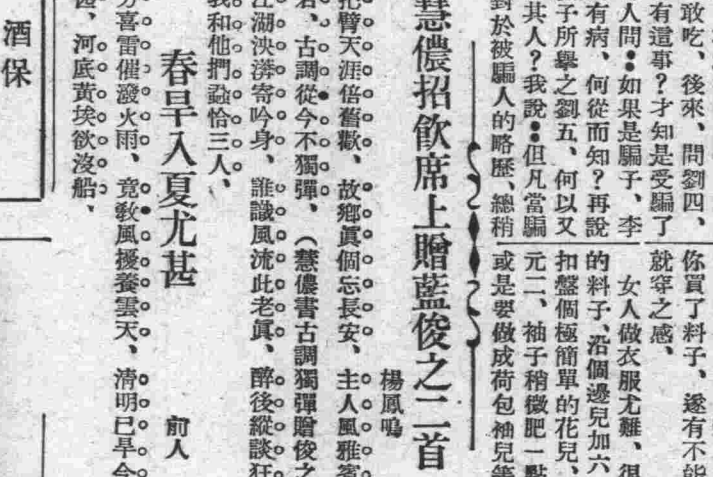 敢吃、後來、問劉四、
有這事?才知是受騙了
人問:如果是騙子、李
有病、何從而知?再說
子所舉之劉五、何以又
其人?我說:但凡當騙
對於被騙人的略歷、總稍
你買了料子、遂有不能
就穿之感、
女人做衣服尤難、很
的料子、沿個邊兒加六
扣盤個極簡單的花兒、
元二、袖子稍微肥一點
或是要做成荷包袖兒等
慧儂招飲席上贈藍俊之二首
楊鳳鳴
把臂天涯倍舊歡、故鄉眞個忘長安、主人風雅賓
君、古調從今不獨彈、(慧儂書古調獨彈贈俊之
江湖泱漭寄吟身、誰識風流此老眞、醉後縱談狂
我和他捫蝨恰三人、
春旱入夏尤甚
前人
方喜雷催潑火雨、竟敎風擾養雲天、清明已旱今
甚、河底黃埃欲沒船、
酒保